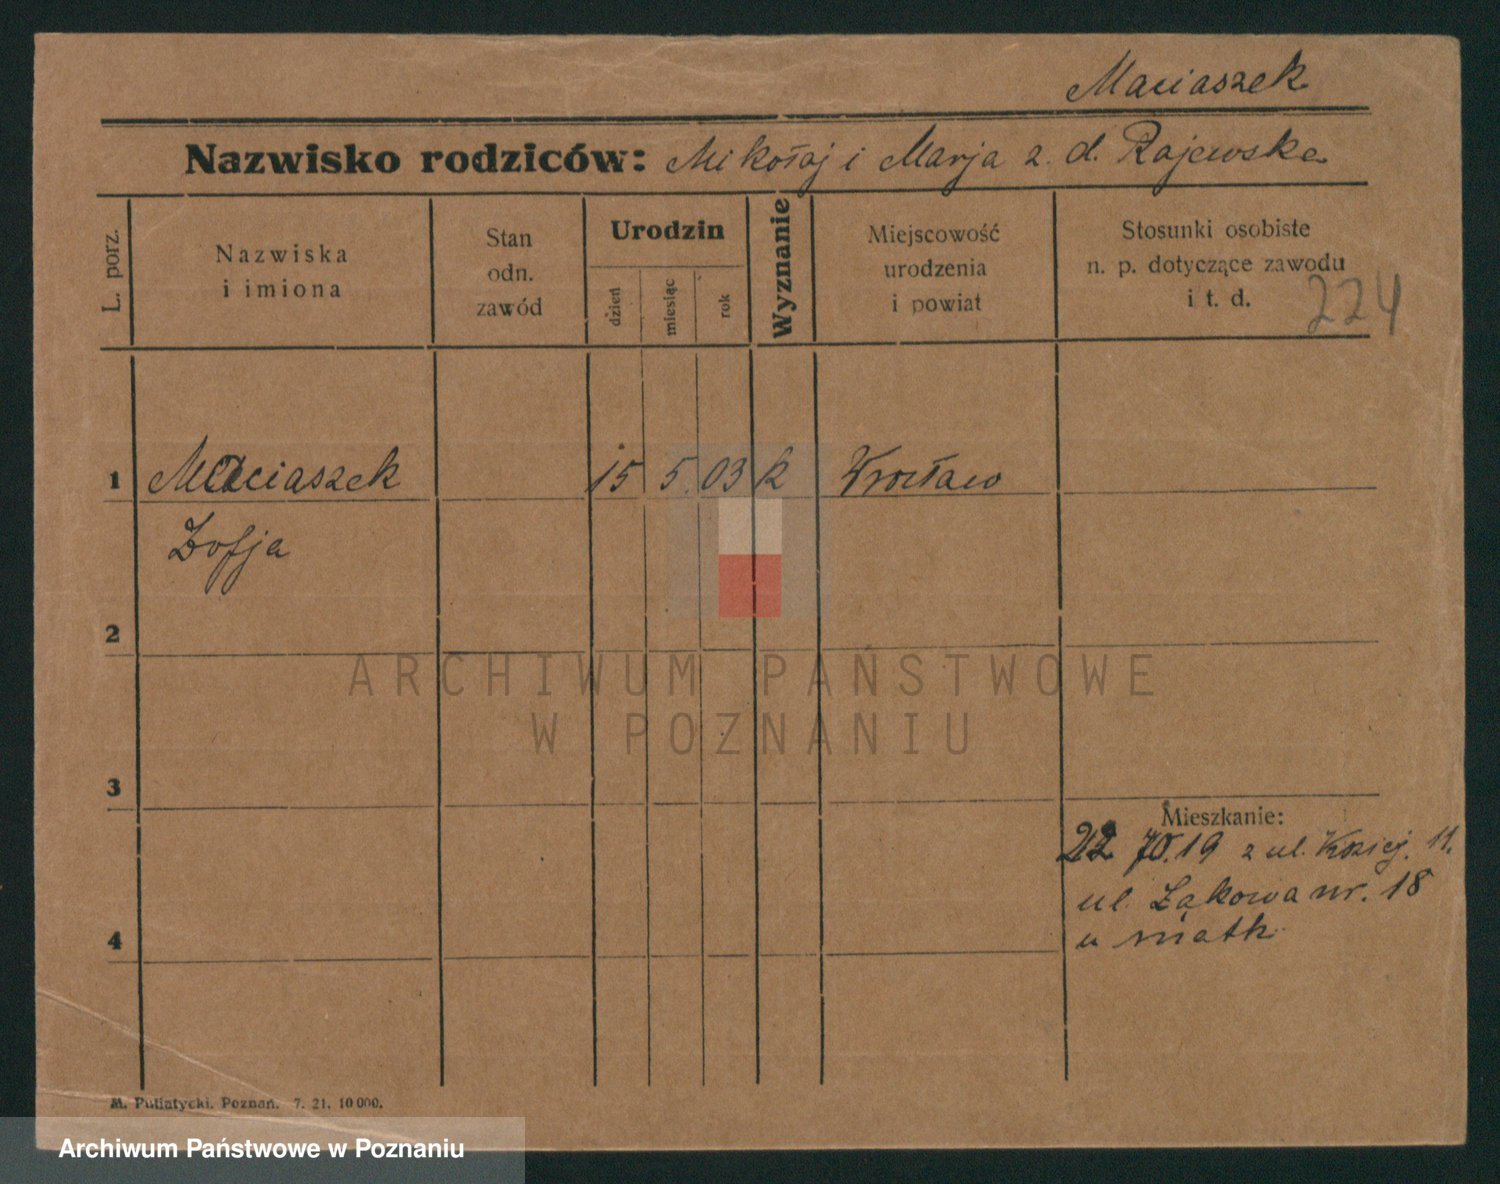 Maciaszek
Nazwisko rodziców: Mikołaj i Marja z. d. Rajewska
L. porz.
Nazwiska i imiona
Stan odn. zawód
Urodzin
dzień
miesiąc
rok
Wyznanie
Miejscowość urodzenia i powiat
Stosunki osobiste n. p. dotyczące zawodu i t. d.
224
1 Maciaszek 15 5. 03 k Wrocław
Zofja
2
ARCHIWUM PAŃSTWOWE
W POZNANIU
3
Mieszkanie:
22 10.19 z ul. 11.
ul. Łąkowa nr. 18
4 u matk.
M. Putiatycki. Poznań. 7. 21. 10 000.
Archiwum Państwowe w Poznaniu